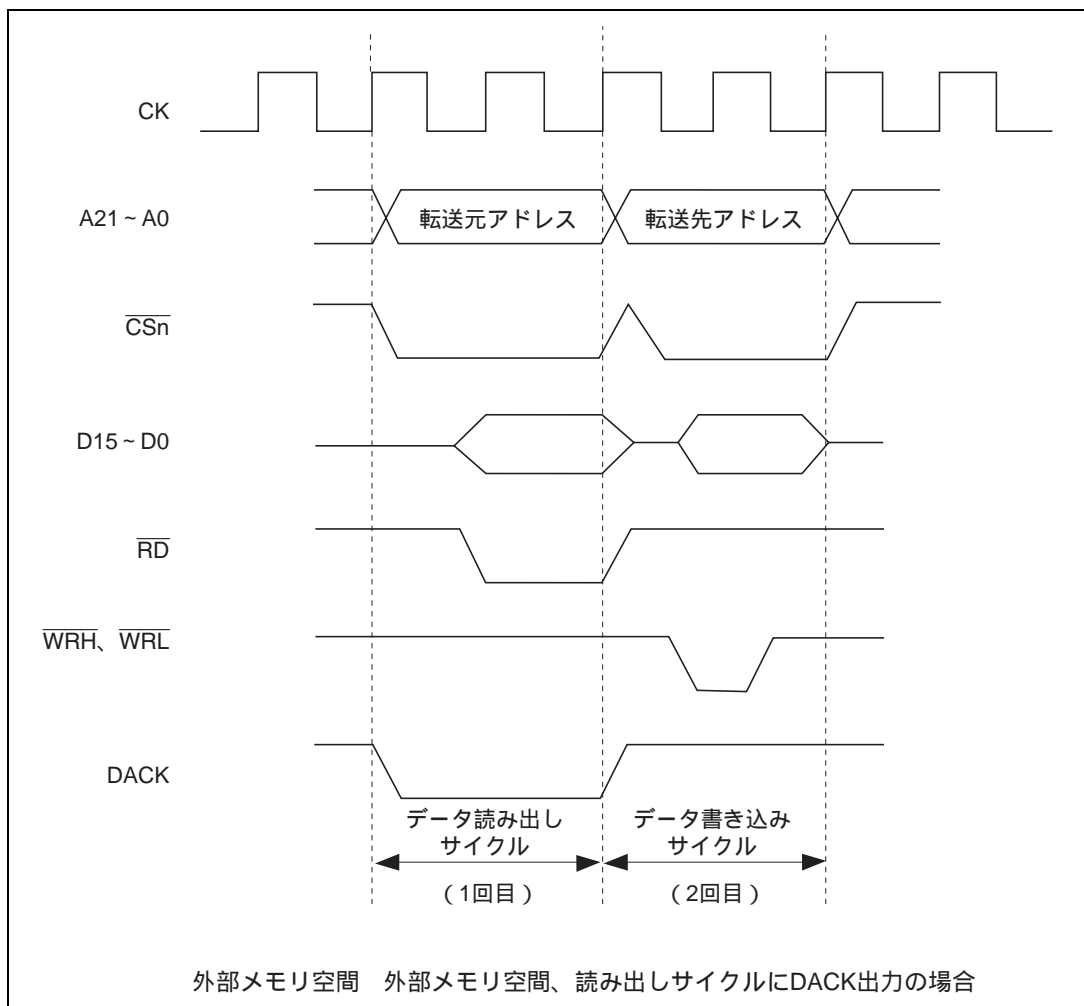 CK
A21~A0
転送元アドレス
転送先アドレス
CSn
D15~D0
RD
WRH、WRL
DACK
データ読み出し
サイクル
(1回目)
データ書き込み
サイクル
(2回目)
外部メモリ空間　外部メモリ空間、読み出しサイクルにDACK出力の場合